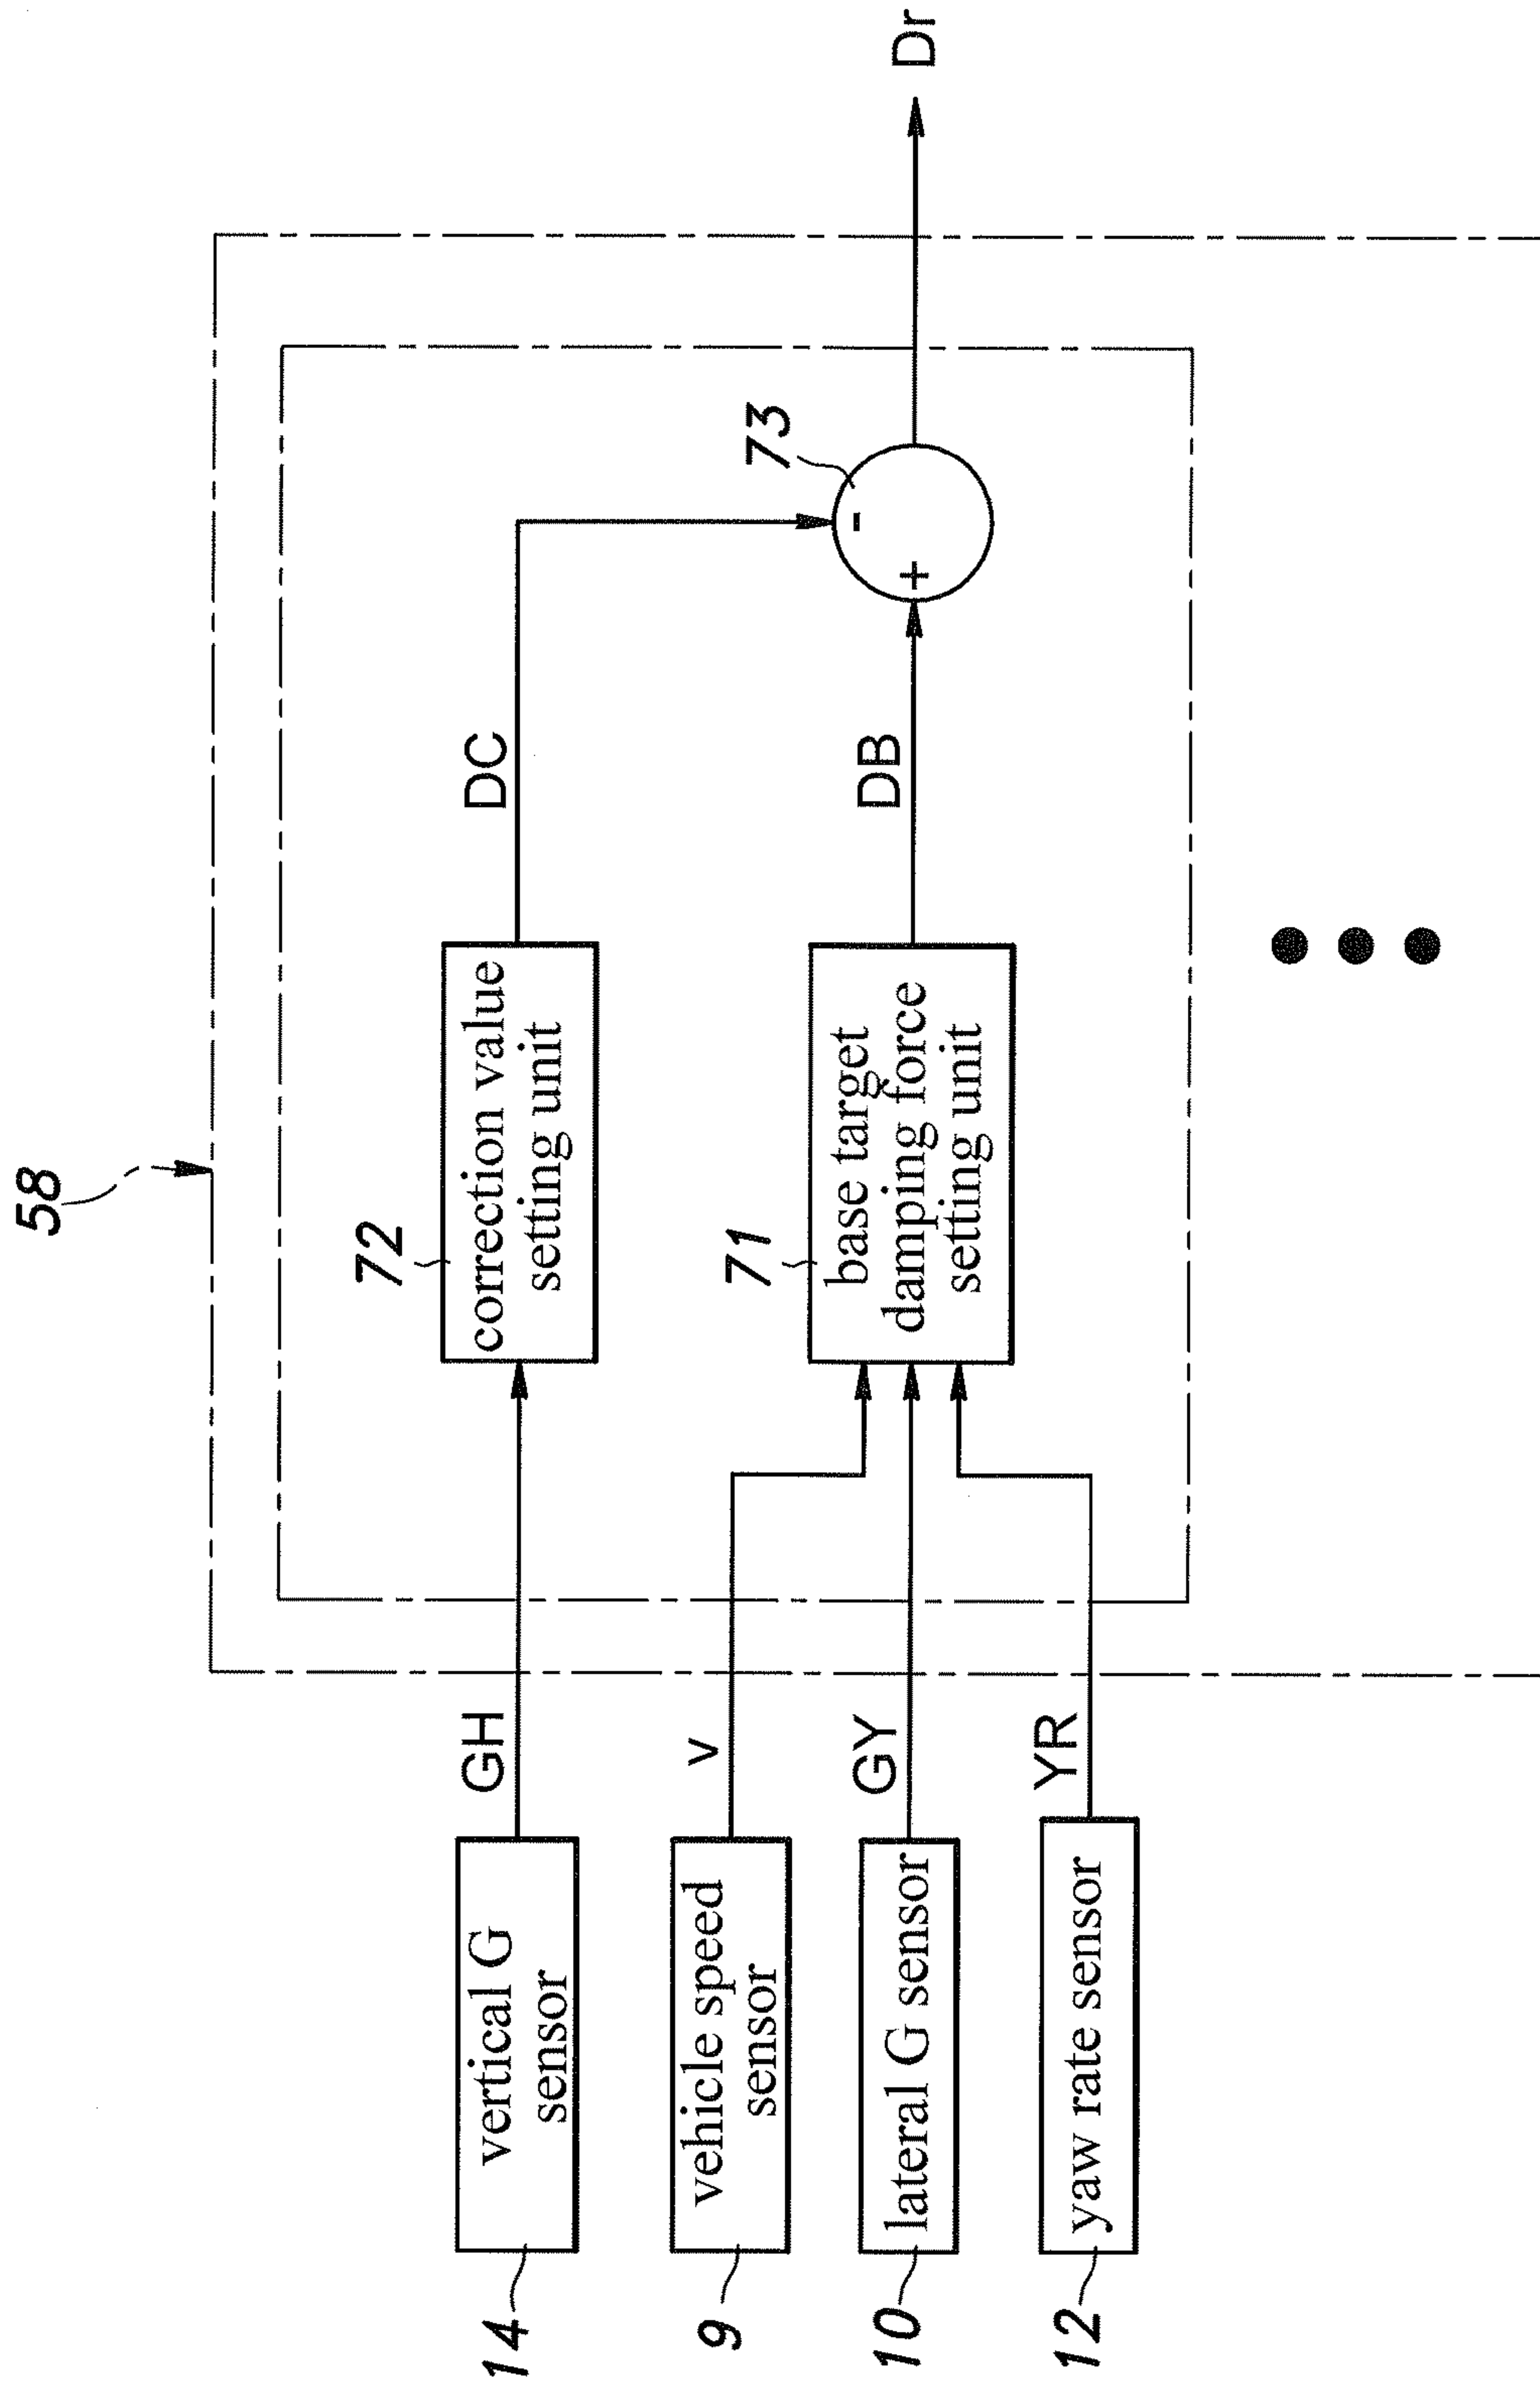 58
14
vertical G
sensor
GH
72
correction value
setting unit
DC
73
-
+
Dr
9
vehicle speed
sensor
v
10
lateral G sensor
GY
12
yaw rate sensor
YR
71
base target
damping force
setting unit
DB